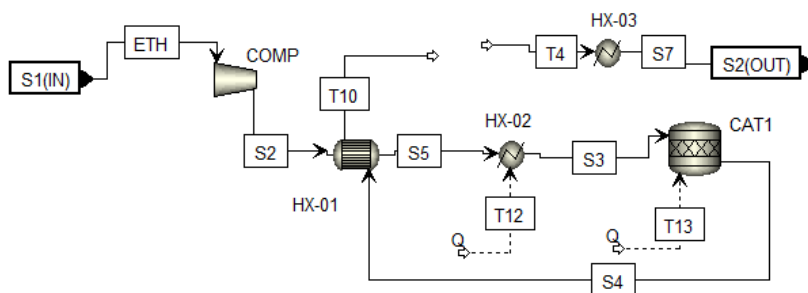 HX-03
ETH
COMP
T4
S7
S1(IN)
S2(OUT)
T10
HX-02
CAT1
S2
S5
S3
HX-01
T12
T13
Q
Q
S4